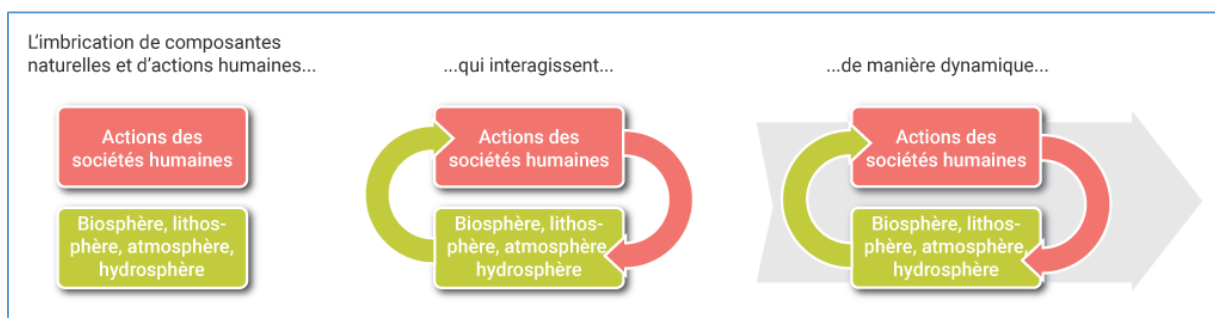 L'imbrication de composantes
naturelles et d'actions humaines...
Actions des
sociétés humaines
Biosphère, lithos-
phère, atmosphère,
hydrosphère
...qui interagissent...
Actions des
sociétés humaines
Biosphère, lithos-
phère, atmosphère,
hydrosphère
...de manière dynamique...
Actions des
sociétés humaines
Biosphère, lithos-
phère, atmosphère,
hydrosphère